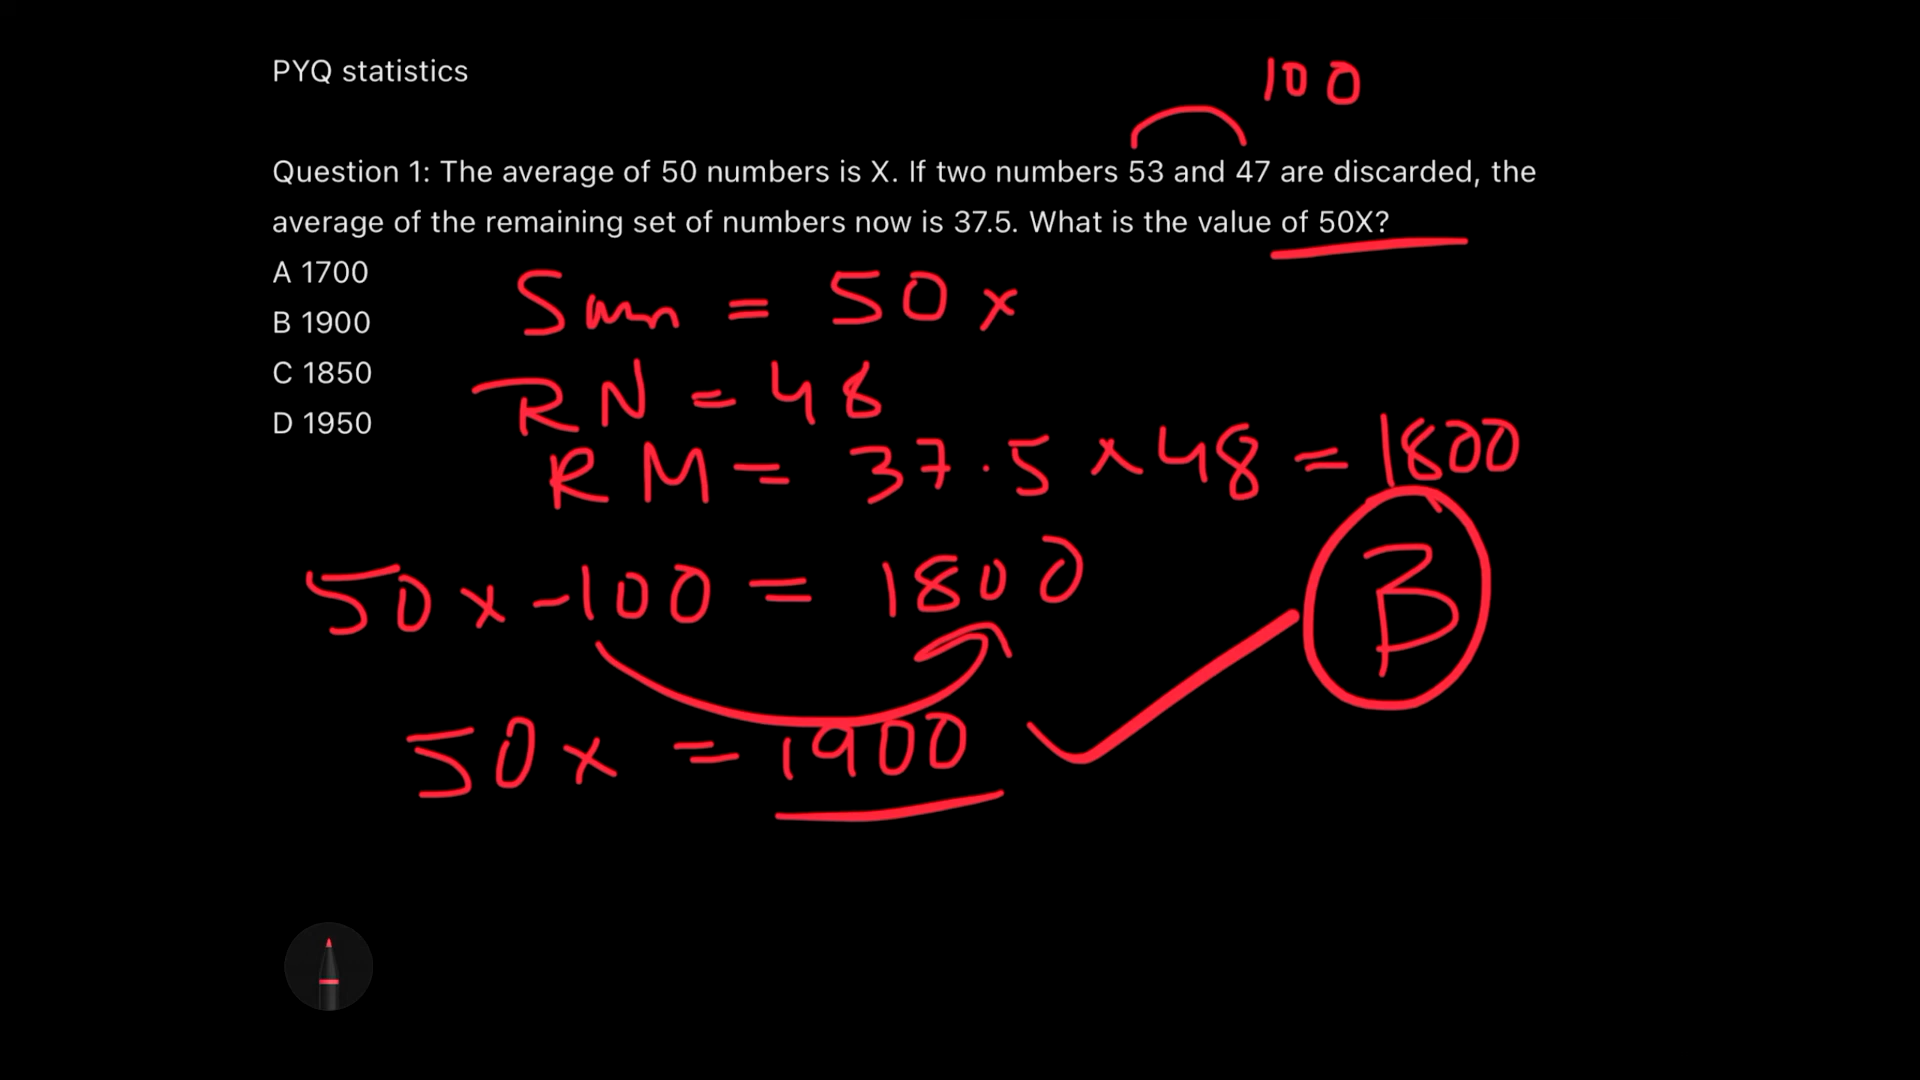 PYQ statistics
100
Question 1: The average of 50 numbers is X. If two numbers 53 and 47 are discarded, the
average of the remaining set of numbers now is 37.5. What is the value of 50X?
A 1700
B 1900
C 1850
D 1950
Sum = 50x
RN = 48
RM = 37.5 x 48 = 1800
50x - 100 = 1800
B
50x = 1900